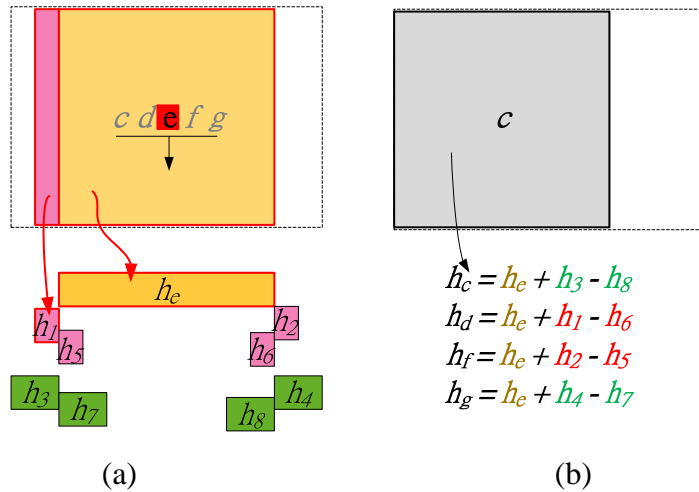 c d e f g
h_e
h_1
h_2
h_5
h_6
h_3
h_4
h_7
h_8
(a)
c
h_c = h_e + h_3 - h_8
h_d = h_e + h_1 - h_6
h_f = h_e + h_2 - h_5
h_g = h_e + h_4 - h_7
(b)